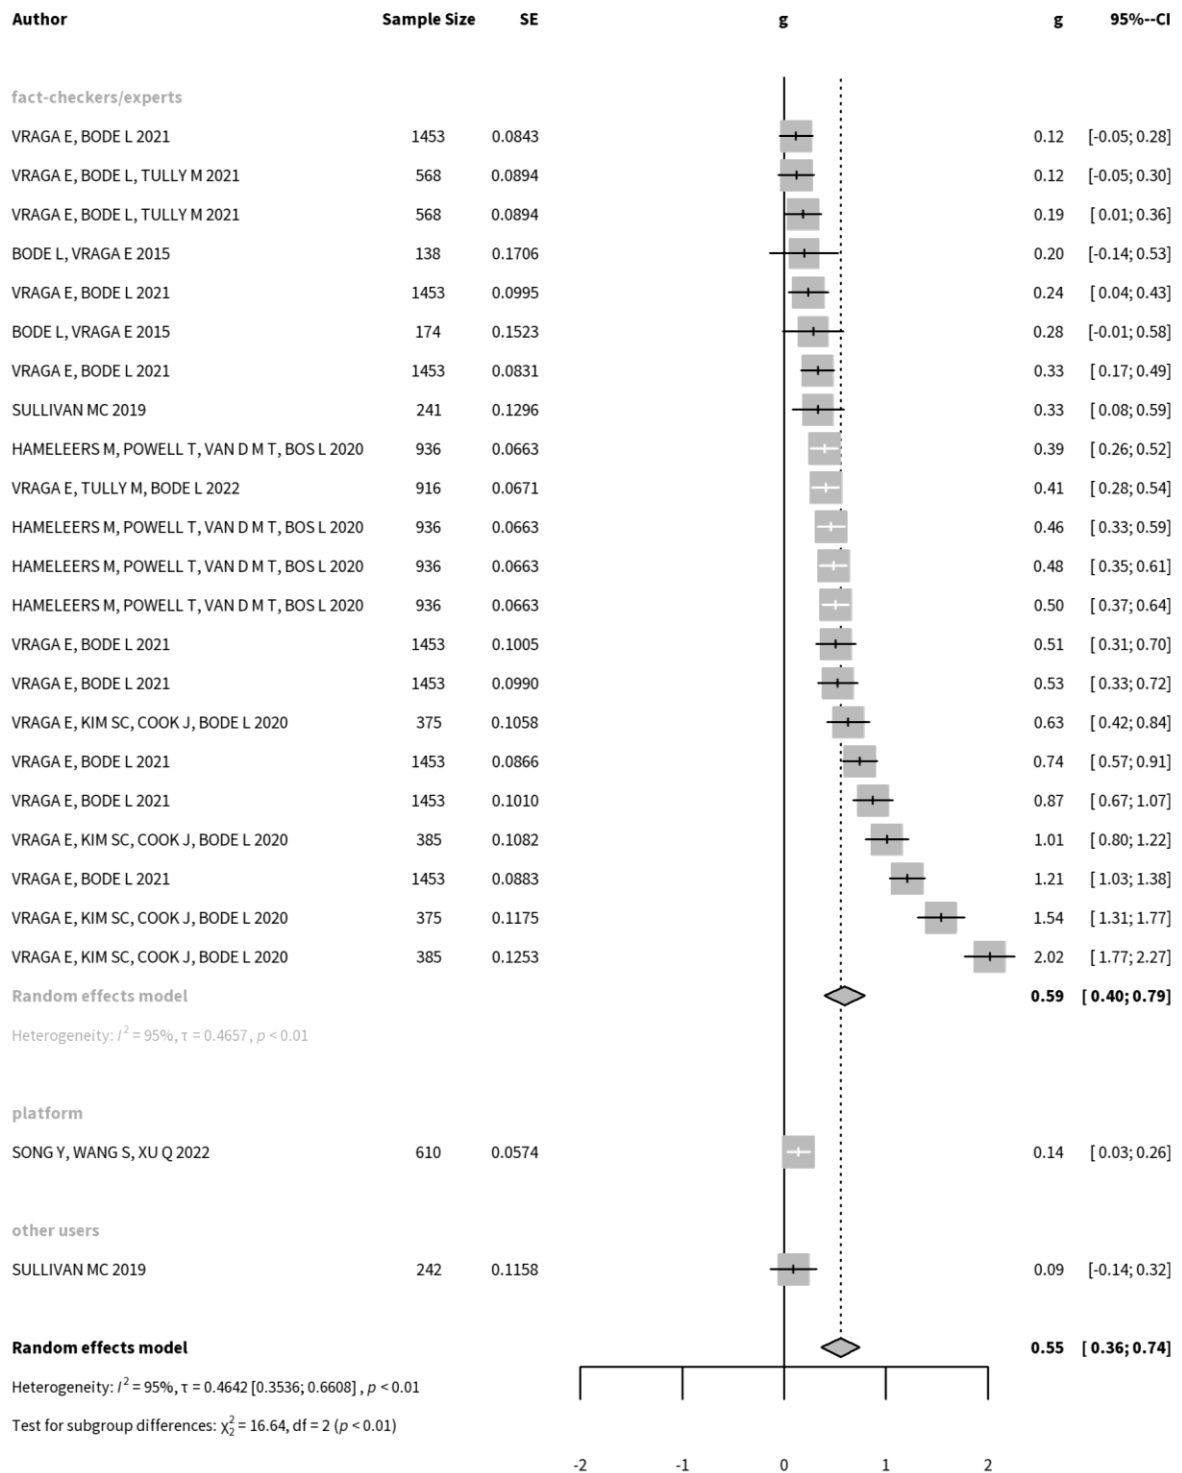 Author Sample Size SE g g 95%--CI
fact-checkers/experts
VRAGA E, BODE L 2021 1453 0.0843 0.12 [-0.05; 0.28]
VRAGA E, BODE L, TULLY M 2021 568 0.0894 0.12 [-0.05; 0.30]
VRAGA E, BODE L, TULLY M 2021 568 0.0894 0.19 [ 0.01; 0.36]
BODE L, VRAGA E 2015 138 0.1706 0.20 [-0.14; 0.53]
VRAGA E, BODE L 2021 1453 0.0995 0.24 [ 0.04; 0.43]
BODE L, VRAGA E 2015 174 0.1523 0.28 [-0.01; 0.58]
VRAGA E, BODE L 2021 1453 0.0831 0.33 [ 0.17; 0.49]
SULLIVAN MC 2019 241 0.1296 0.33 [ 0.08; 0.59]
HAMELEERS M, POWELL T, VAN D M T, BOS L 2020 936 0.0663 0.39 [ 0.26; 0.52]
VRAGA E, TULLY M, BODE L 2022 916 0.0671 0.41 [ 0.28; 0.54]
HAMELEERS M, POWELL T, VAN D M T, BOS L 2020 936 0.0663 0.46 [ 0.33; 0.59]
HAMELEERS M, POWELL T, VAN D M T, BOS L 2020 936 0.0663 0.48 [ 0.35; 0.61]
HAMELEERS M, POWELL T, VAN D M T, BOS L 2020 936 0.0663 0.50 [ 0.37; 0.64]
VRAGA E, BODE L 2021 1453 0.1005 0.51 [ 0.31; 0.70]
VRAGA E, BODE L 2021 1453 0.0990 0.53 [ 0.33; 0.72]
VRAGA E, KIM SC, COOK J, BODE L 2020 375 0.1058 0.63 [ 0.42; 0.84]
VRAGA E, BODE L 2021 1453 0.0866 0.74 [ 0.57; 0.91]
VRAGA E, BODE L 2021 1453 0.1010 0.87 [ 0.67; 1.07]
VRAGA E, KIM SC, COOK J, BODE L 2020 385 0.1082 1.01 [ 0.80; 1.22]
VRAGA E, BODE L 2021 1453 0.0883 1.21 [ 1.03; 1.38]
VRAGA E, KIM SC, COOK J, BODE L 2020 375 0.1175 1.54 [ 1.31; 1.77]
VRAGA E, KIM SC, COOK J, BODE L 2020 385 0.1253 2.02 [ 1.77; 2.27]
Random effects model 0.59 [ 0.40; 0.79]
Heterogeneity: I² = 95%, τ = 0.4657, p < 0.01
platform
SONG Y, WANG S, XU Q 2022 610 0.0574 0.14 [ 0.03; 0.26]
other users
SULLIVAN MC 2019 242 0.1158 0.09 [-0.14; 0.32]
Random effects model 0.55 [ 0.36; 0.74]
Heterogeneity: I² = 95%, τ = 0.4642 [0.3536; 0.6608] , p < 0.01
Test for subgroup differences: χ²₂ = 16.64, df = 2 (p < 0.01)
-2 -1 0 1 2